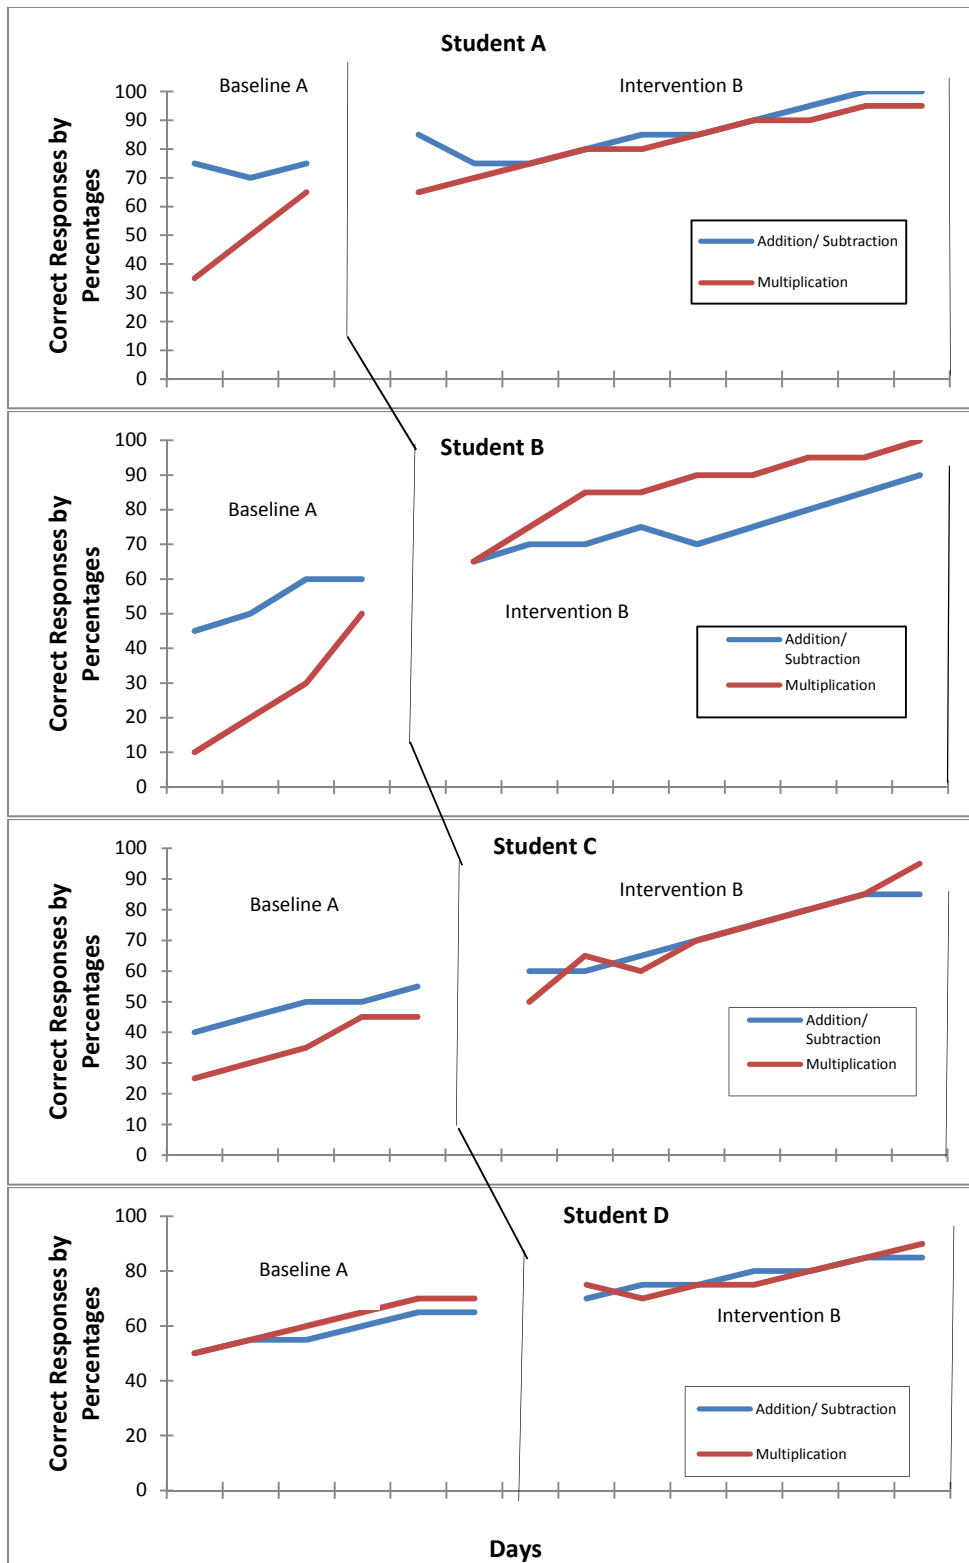 Student A
Baseline A
Intervention B
Correct Responses by
Percentages
100
90
80
70
60
50
40
30
20
10
0
Addition/ Subtraction
Multiplication
Student B
Baseline A
Intervention B
Correct Responses by
Percentages
100
90
80
70
60
50
40
30
20
10
0
Addition/
Subtraction
Multiplication
Student C
Baseline A
Intervention B
Correct Responses by
Percentages
100
90
80
70
60
50
40
30
20
10
0
Addition/
Subtraction
Multiplication
Student D
Baseline A
Intervention B
Correct Responses by
Percentages
100
80
60
40
20
0
Addition/ Subtraction
Multiplication
Days